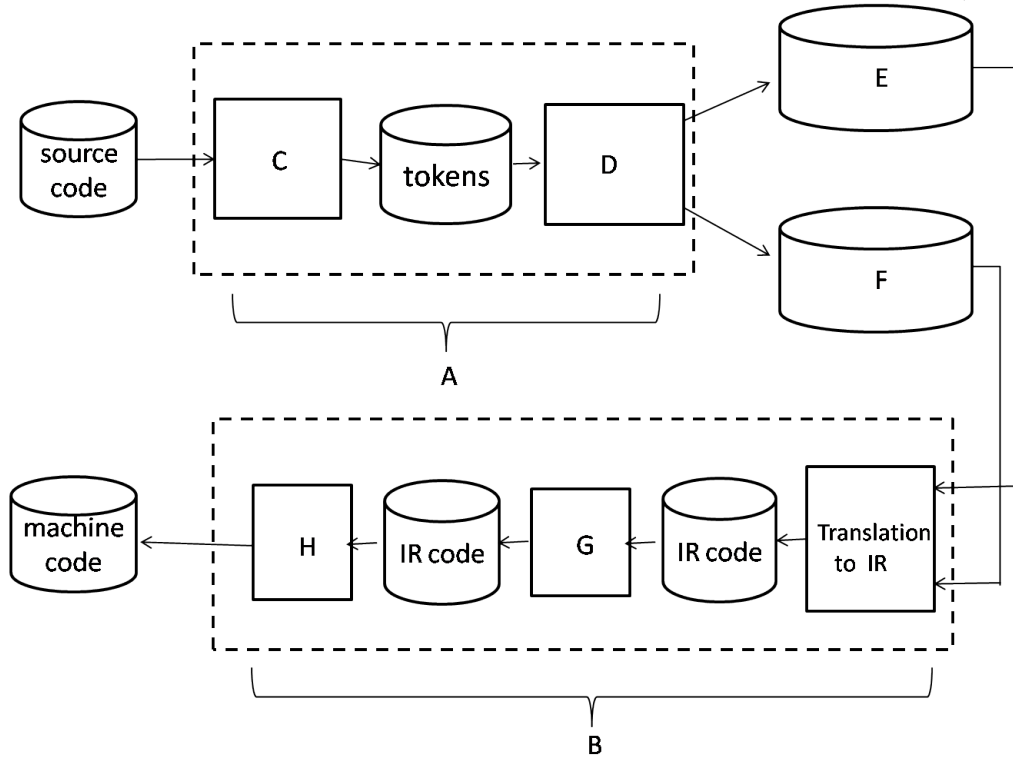 E
source
code
C
tokens
D
F
A
machine
code
H
IR code
G
IR code
Translation
to IR
B